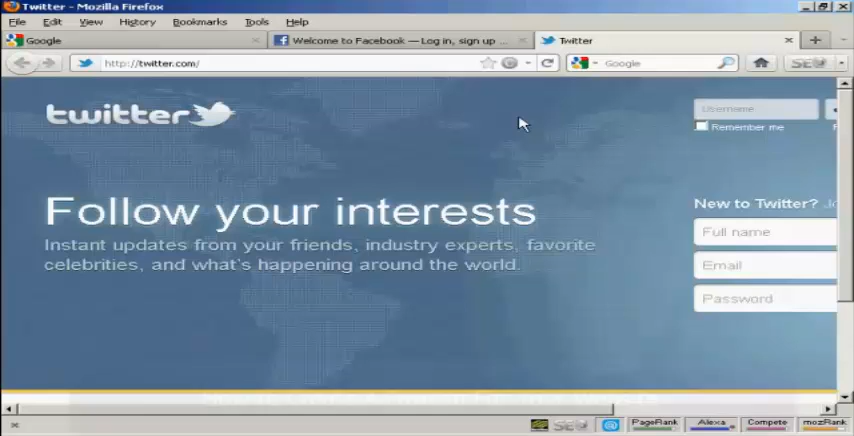 Twitter - Mozilla Firefox
File Edit View History Bookmarks Tools Help
Google
Welcome to Facebook — Log in, sign up ...
Twitter
http://twitter.com/
Google
SEO
twitter
Username
Remember me
Follow your interests
Instant updates from your friends, industry experts, favorite
celebrities, and what's happening around the world.
New to Twitter?
Full name
Email
Password
SEO PageRank Alexa Compete mozRank